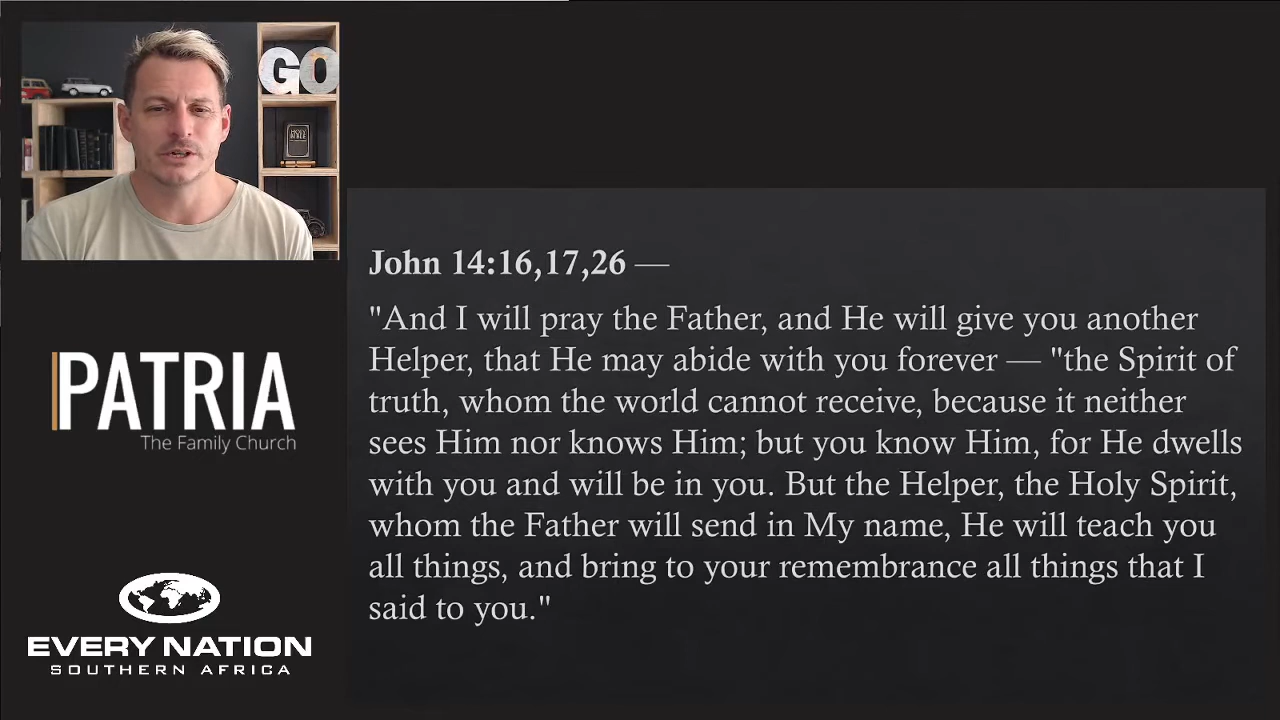 GO
HOLY
BIBLE
John 14:16,17,26 —
"And I will pray the Father, and He will give you another
Helper, that He may abide with you forever — "the Spirit of
truth, whom the world cannot receive, because it neither
sees Him nor knows Him; but you know Him, for He dwells
with you and will be in you. But the Helper, the Holy Spirit,
whom the Father will send in My name, He will teach you
all things, and bring to your remembrance all things that I
said to you."
PATRIA
The Family Church
EVERY NATION
SOUTHERN AFRICA